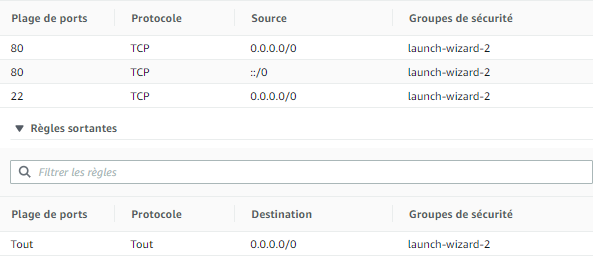 Plage de ports Protocole Source Groupes de sécurité
80 TCP 0.0.0.0/0 launch-wizard-2
80 TCP ::/0 launch-wizard-2
22 TCP 0.0.0.0/0 launch-wizard-2
Règles sortantes
Filtrer les règles
Plage de ports Protocole Destination Groupes de sécurité
Tout Tout 0.0.0.0/0 launch-wizard-2